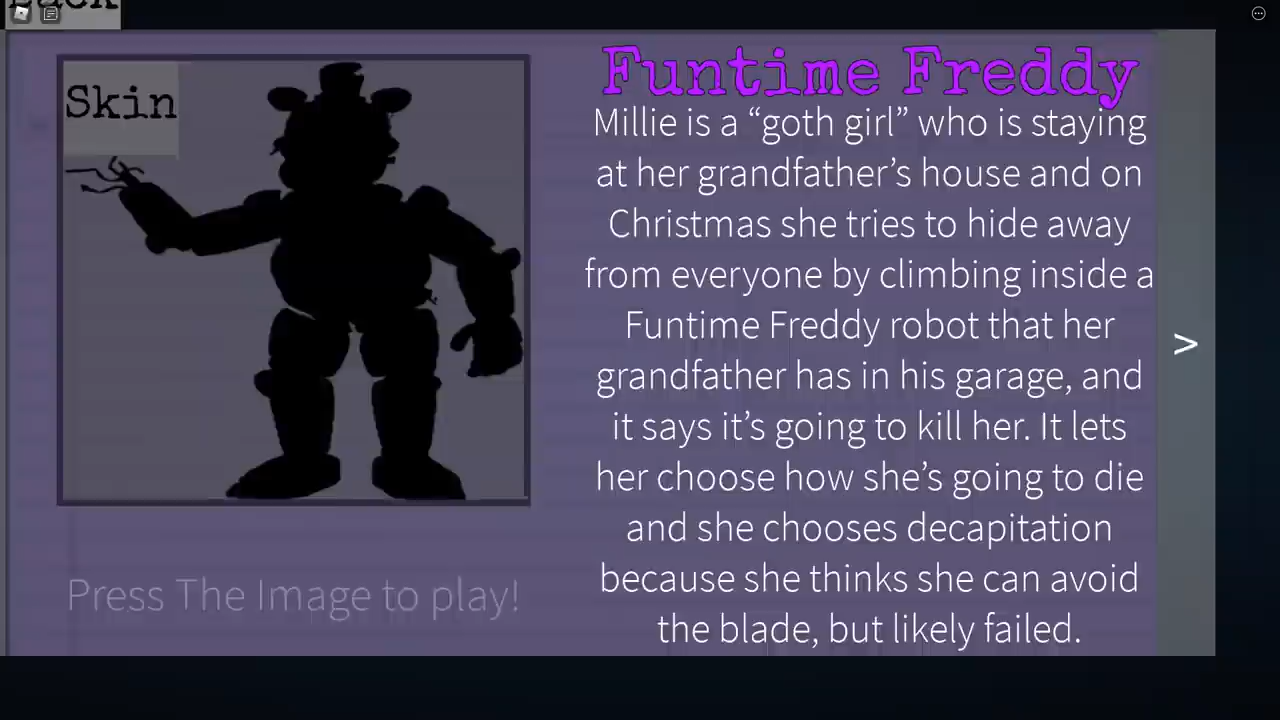 Skin
Funtime Freddy
Millie is a “goth girl” who is staying
at her grandfather’s house and on
Christmas she tries to hide away
from everyone by climbing inside a
Funtime Freddy robot that her
grandfather has in his garage, and
it says it’s going to kill her. It lets
her choose how she’s going to die
and she chooses decapitation
because she thinks she can avoid
the blade, but likely failed.
>
Press The Image to play!